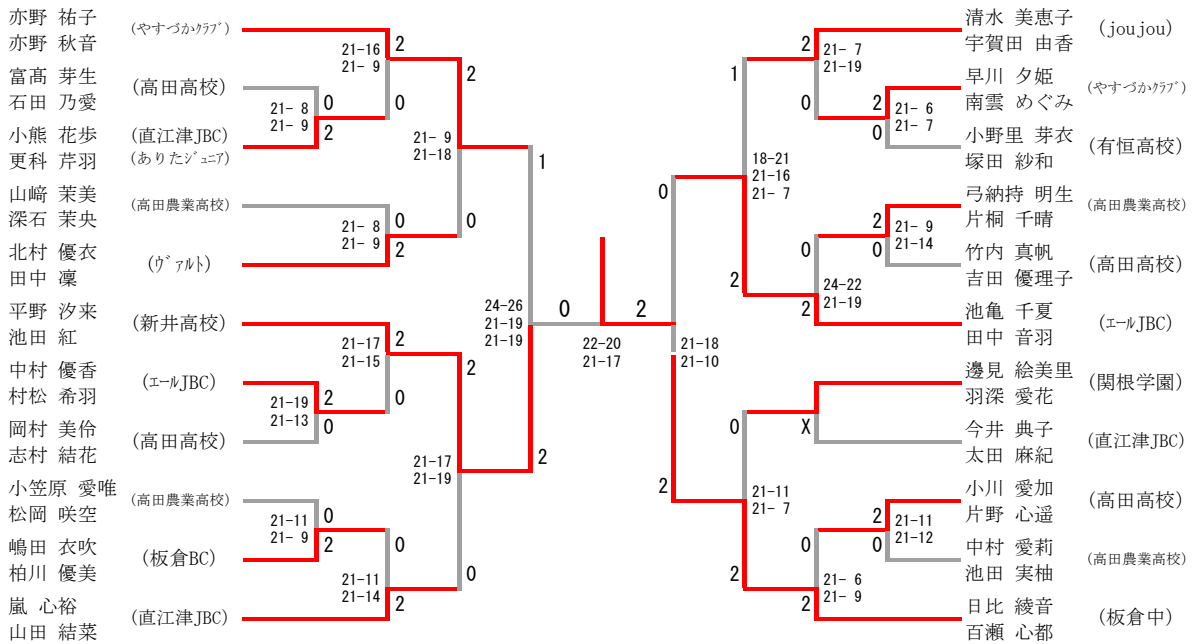 亦野 祐子
亦野 秋音
(やすづかｸﾗﾌﾞ)
富髙 芽生
石田 乃愛
(高田高校)
小熊 花歩
更科 芹羽
(直江津JBC)
(ありたｼﾞｭﾆｱ)
山﨑 茉美
深石 茉央
(高田農業高校)
北村 優衣
田中 凜
(ヴァルト)
平野 汐来
池田 紅
(新井高校)
中村 優香
村松 希羽
(ｴｰﾙJBC)
岡村 美伶
志村 結花
(高田高校)
小笠原 愛唯
松岡 咲空
(高田農業高校)
嶋田 衣吹
柏川 優美
(板倉BC)
嵐 心裕
山田 結菜
(直江津JBC)
21-16
21- 9
2
0
21- 8
21- 9
0
2
21- 9
21-18
2
0
21- 8
21- 9
0
2
24-26
21-19
21-19
1
2
21-17
21-15
2
0
21-19
21-13
2
0
21-17
21-19
2
0
21-11
21- 9
0
2
21-11
21-14
0
2
0
2
22-20
21-17
21-18
21-10
0
2
18-21
21-16
21- 7
1
2
2
0
21- 7
21-19
2
0
21- 6
21- 7
2
0
21- 9
21-14
0
2
24-22
21-19
0
2
21-11
21- 7
X
2
0
21-11
21-12
0
2
21- 6
21- 9
清水 美恵子
宇賀田 由香
(joujou)
早川 夕姫
南雲 めぐみ
(やすづかｸﾗﾌﾞ)
小野里 芽衣
塚田 紗和
(有恒高校)
弓納持 明生
片桐 千晴
(高田農業高校)
竹内 真帆
吉田 優理子
(高田高校)
池亀 千夏
田中 音羽
(ｴｰﾙJBC)
邊見 絵美里
羽深 愛花
(関根学園)
今井 典子
太田 麻紀
(直江津JBC)
小川 愛加
片野 心遥
(高田高校)
中村 愛莉
池田 実柚
(高田農業高校)
日比 綾音
百瀬 心都
(板倉中)